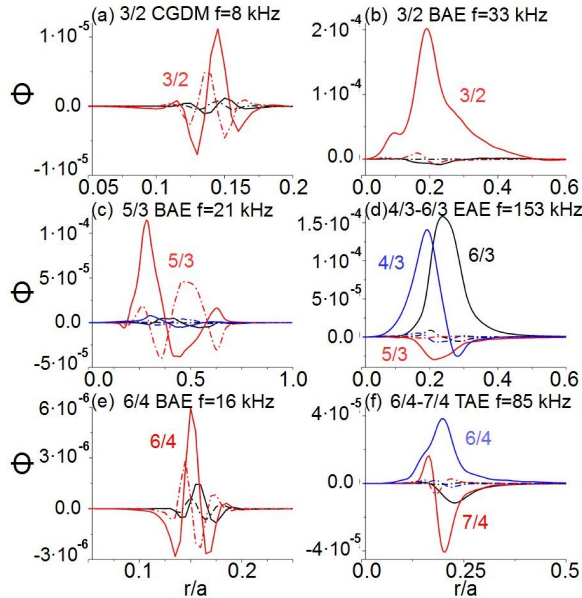 (a) 3/2 CGDM f=8 kHz
1·10⁻⁵
0.0
-1·10⁻⁵
Φ
3/2
0.05 0.1 0.15 0.2
(b) 3/2 BAE f=33 kHz
2·10⁻⁴
1·10⁻⁴
0.0
3/2
0.0 0.2 0.4 0.6
(c) 5/3 BAE f=21 kHz
1·10⁻⁴
5·10⁻⁵
0.0
-5·10⁻⁵
Φ
5/3
0.0 0.5 1.0
(d) 4/3-6/3 EAE f=153 kHz
1.5·10⁻⁴
1·10⁻⁴
5·10⁻⁵
0.0
-5·10⁻⁵
4/3
6/3
5/3
0.0 0.2 0.4 0.6
(e) 6/4 BAE f=16 kHz
6·10⁻⁶
3·10⁻⁶
0.0
-3·10⁻⁶
Φ
6/4
0.1 0.2
r/a
(f) 6/4-7/4 TAE f=85 kHz
4·10⁻⁵
0.0
-4·10⁻⁵
6/4
7/4
0.0 0.25 0.5
r/a